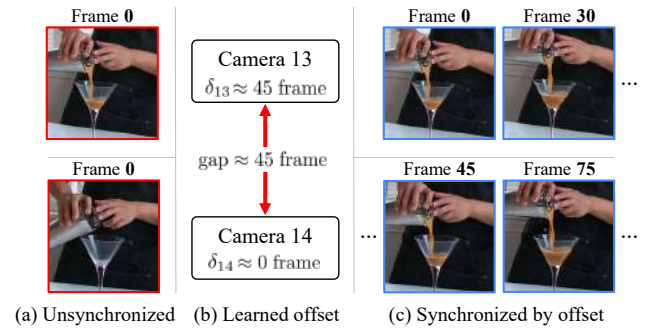 Frame 0
Frame 0
Camera 13
δ13 ≈ 45 frame
gap ≈ 45 frame
Camera 14
δ14 ≈ 0 frame
Frame 0 Frame 30
...
Frame 45 Frame 75
... ...
(a) Unsynchronized (b) Learned offset (c) Synchronized by offset